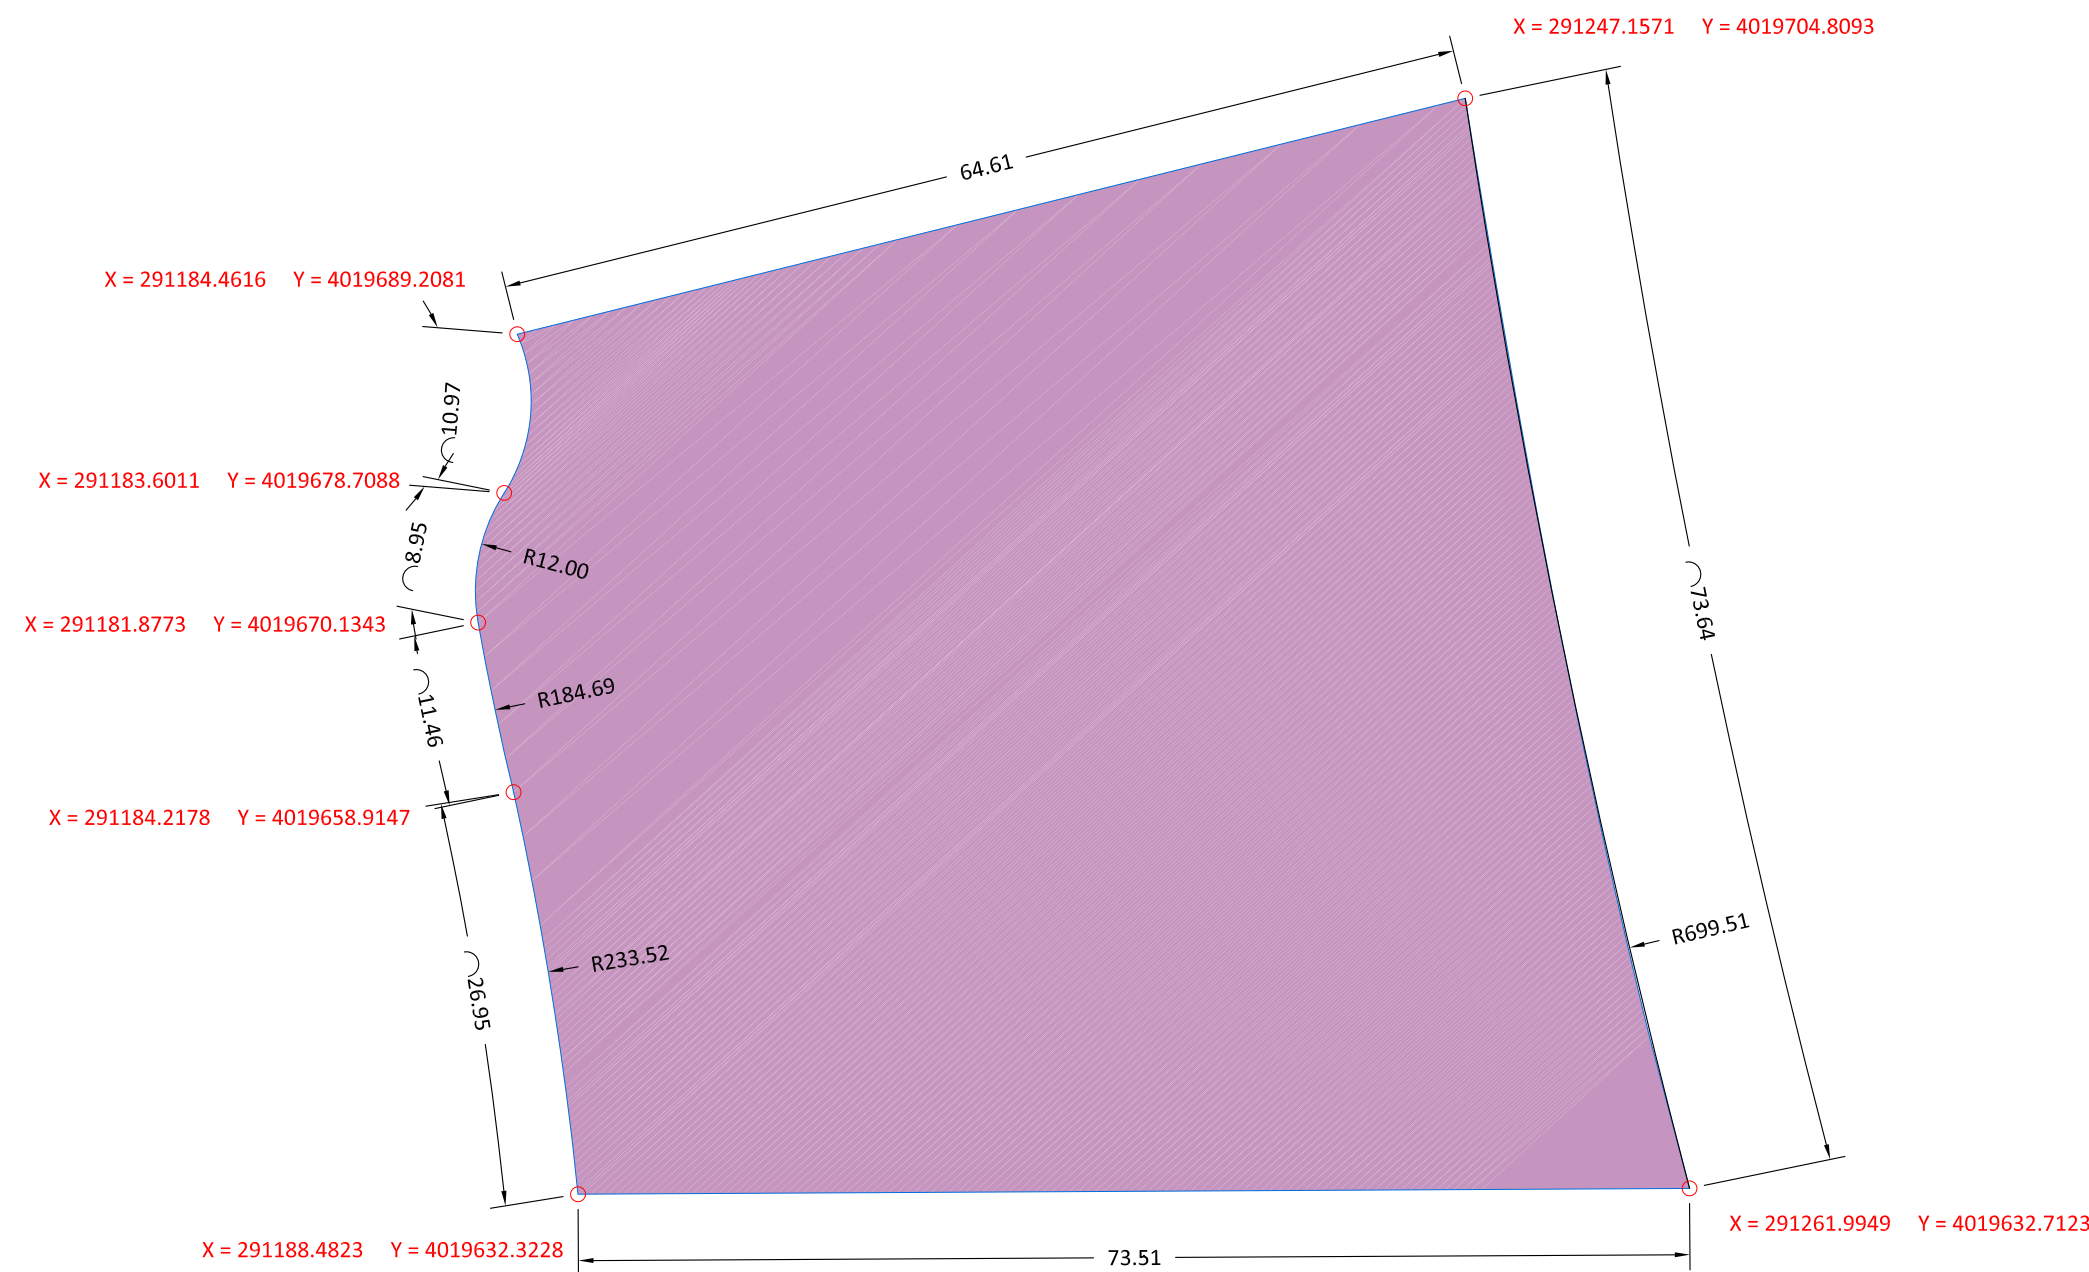 X = 291247.1571 Y = 4019704.8093
64.61
X = 291184.4616 Y = 4019689.2081
10.97
X = 291183.6011 Y = 4019678.7088
8.95
R12.00
73.64
X = 291181.8773 Y = 4019670.1343
R184.69
11.46
X = 291184.2178 Y = 4019658.9147
R699.51
R233.52
26.95
X = 291261.9949 Y = 4019632.7123
X = 291188.4823 Y = 4019632.3228
73.51